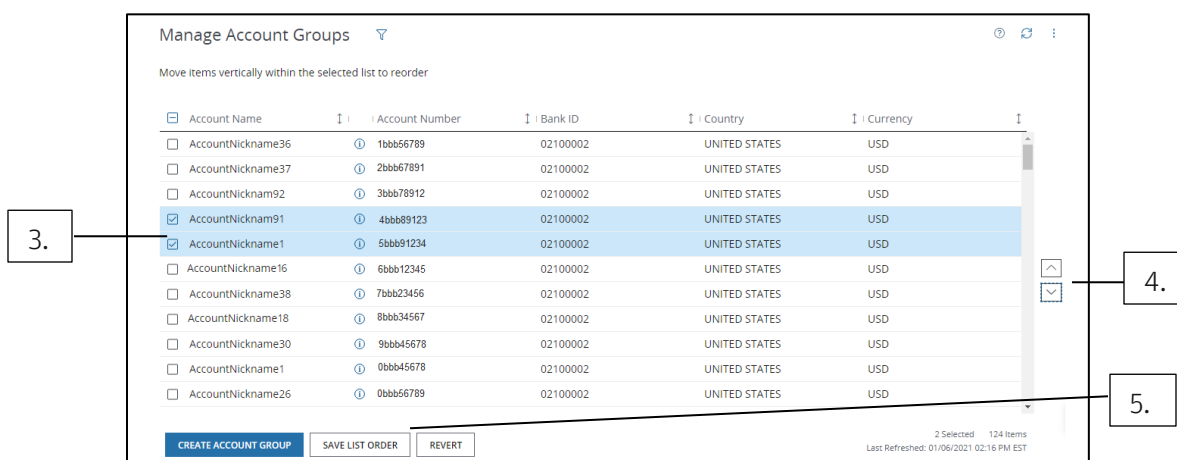 Manage Account Groups
Move items vertically within the selected list to reorder
Account Name Account Number Bank ID Country Currency
AccountNickname36 1bbb56789 02100002 UNITED STATES USD
AccountNickname37 2bbb67891 02100002 UNITED STATES USD
AccountNicknam92 3bbb78912 02100002 UNITED STATES USD
AccountNicknam91 4bbb89123 02100002 UNITED STATES USD
3.
AccountNickname1 5bbb91234 02100002 UNITED STATES USD
AccountNickname16 6bbb12345 02100002 UNITED STATES USD
4.
AccountNickname38 7bbb23456 02100002 UNITED STATES USD
AccountNickname18 8bbb34567 02100002 UNITED STATES USD
AccountNickname30 9bbb45678 02100002 UNITED STATES USD
AccountNickname1 0bbb45678 02100002 UNITED STATES USD
AccountNickname26 0bbb56789 02100002 UNITED STATES USD
5.
CREATE ACCOUNT GROUP SAVE LIST ORDER REVERT
2 Selected 124 Items
Last Refreshed: 01/06/2021 02:16 PM EST